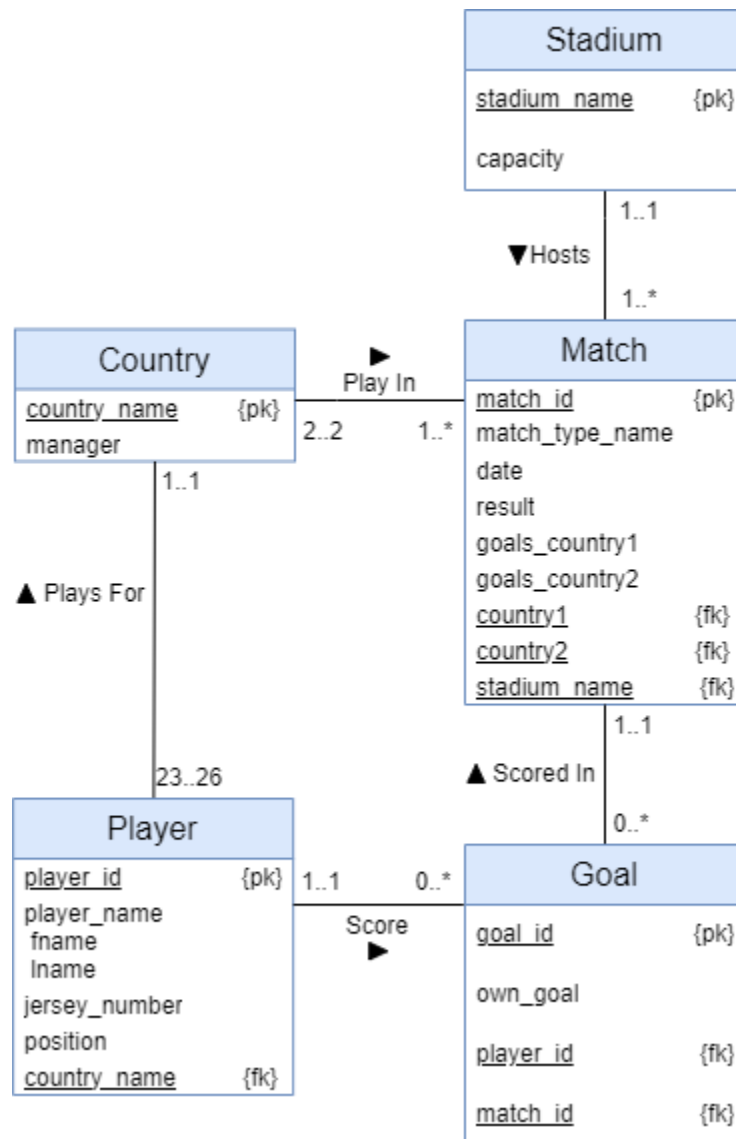 Stadium
stadium_name {pk}
capacity
1..1
▼Hosts
1..*
Country
country_name {pk}
manager
►
Play In
2..2 1..*
Match
match_id {pk}
match_type_name
date
result
goals_country1
goals_country2
country1 {fk}
country2 {fk}
stadium_name {fk}
1..1
▲ Plays For
23..26
1..1
▲ Scored In
0..*
Player
player_id {pk}
player_name
fname
lname
jersey_number
position
country_name {fk}
1..1 0..*
Score
►
Goal
goal_id {pk}
own_goal
player_id {fk}
match_id {fk}